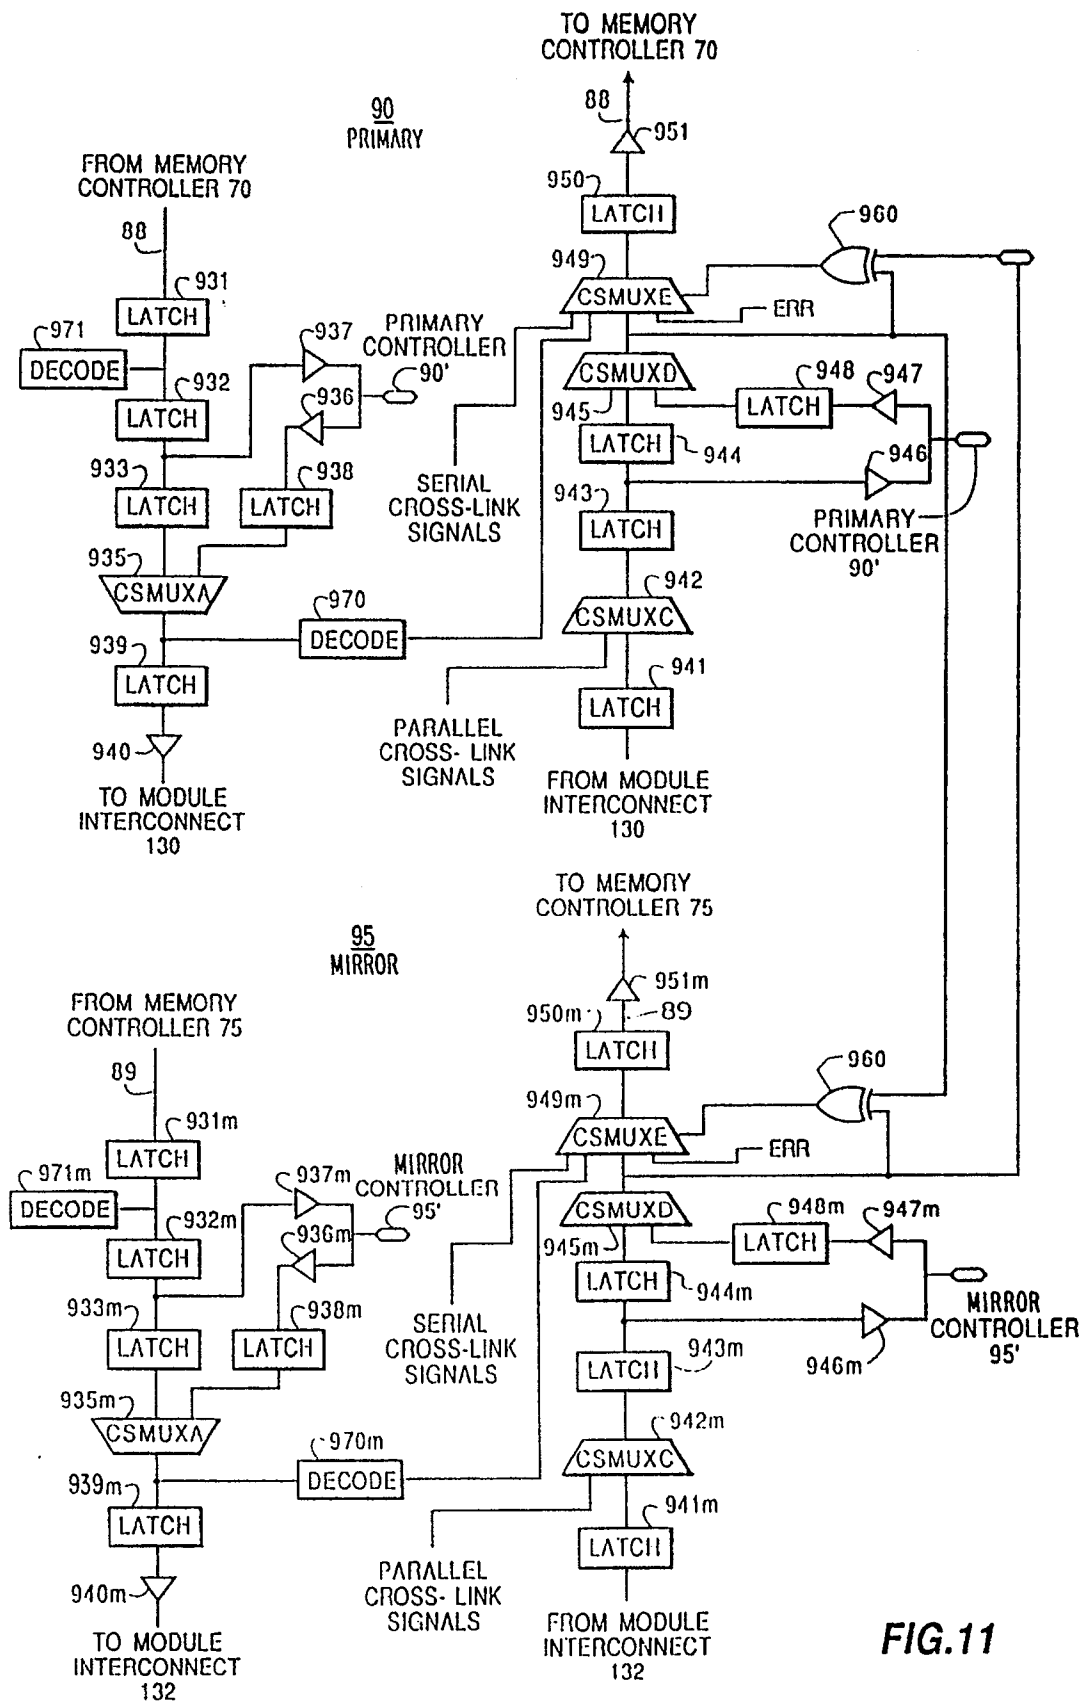 TO MEMORY
CONTROLLER 70
88
951
90
PRIMARY
FROM MEMORY
CONTROLLER 70
950
LATCH
960
88
949
CSMUXE
931
LATCH
ERR
971
DECODE
937
PRIMARY
CONTROLLER
90'
CSMUXD
948
947
932
LATCH
936
945
LATCH
LATCH
944
946
933
LATCH
938
LATCH
SERIAL
CROSS-LINK
SIGNALS
943
LATCH
PRIMARY
CONTROLLER
90'
935
CSMUXA
942
CSMUXC
970
DECODE
939
LATCH
941
LATCH
940
PARALLEL
CROSS- LINK
SIGNALS
TO MODULE
INTERCONNECT
130
FROM MODULE
INTERCONNECT
130
TO MEMORY
CONTROLLER 75
95
MIRROR
951m
FROM MEMORY
CONTROLLER 75
950m
89
LATCH
89
960
949m
CSMUXE
931m
LATCH
ERR
971m
DECODE
937m
MIRROR
CONTROLLER
95'
CSMUXD
948m
947m
932m
LATCH
936m
945m
LATCH
LATCH
944m
933m
LATCH
938m
LATCH
SERIAL
CROSS-LINK
SIGNALS
943m
LATCH
946m
MIRROR
CONTROLLER
95'
935m
CSMUXA
942m
CSMUXC
970m
DECODE
939m
LATCH
941m
LATCH
940m
PARALLEL
CROSS- LINK
SIGNALS
TO MODULE
INTERCONNECT
132
FROM MODULE
INTERCONNECT
132
FIG.11